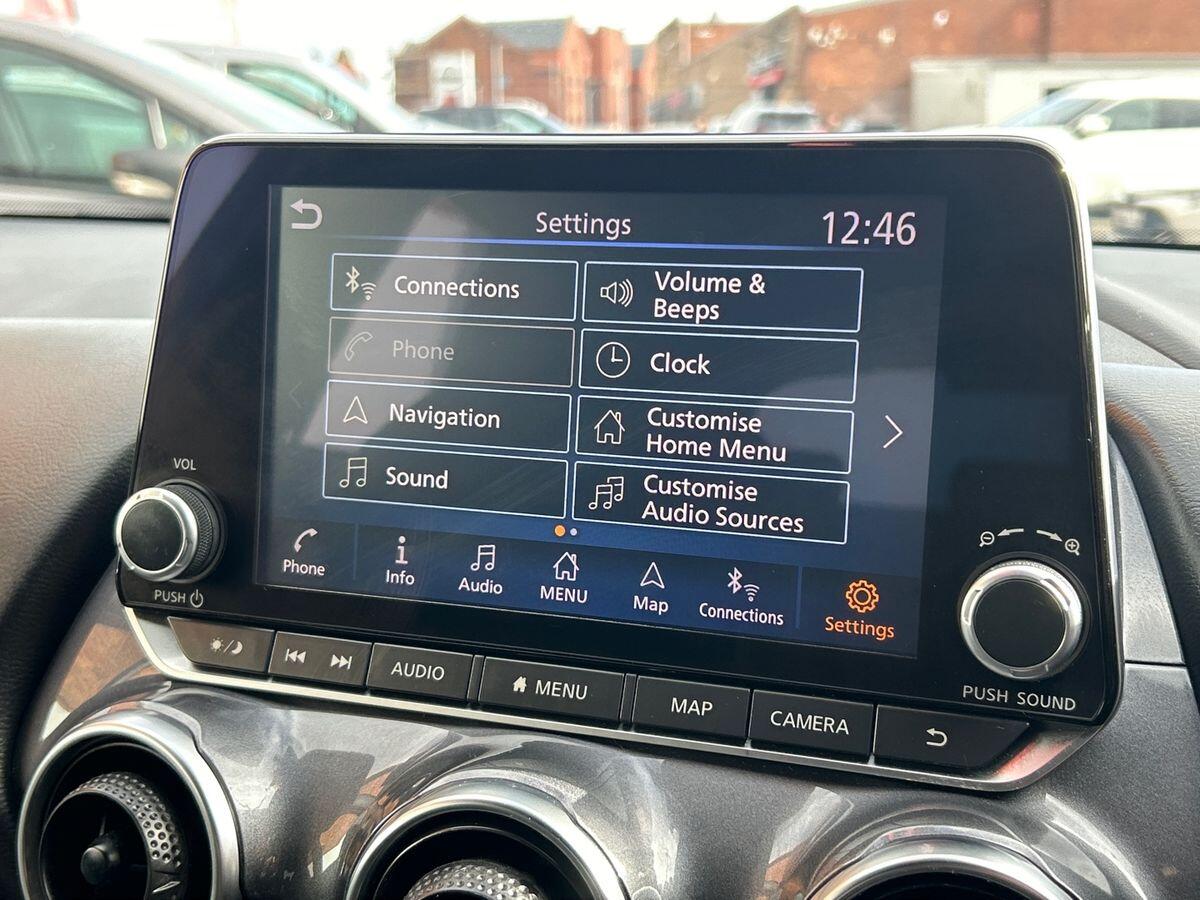 Settings
12:46
Connections
Volume &
Beeps
Phone
Clock
Navigation
Customise
Home Menu
Sound
Customise
Audio Sources
Phone
Info
Audio
MENU
Map
Connections
Settings
VOL
PUSH
AUDIO
MENU
MAP
CAMERA
PUSH SOUND